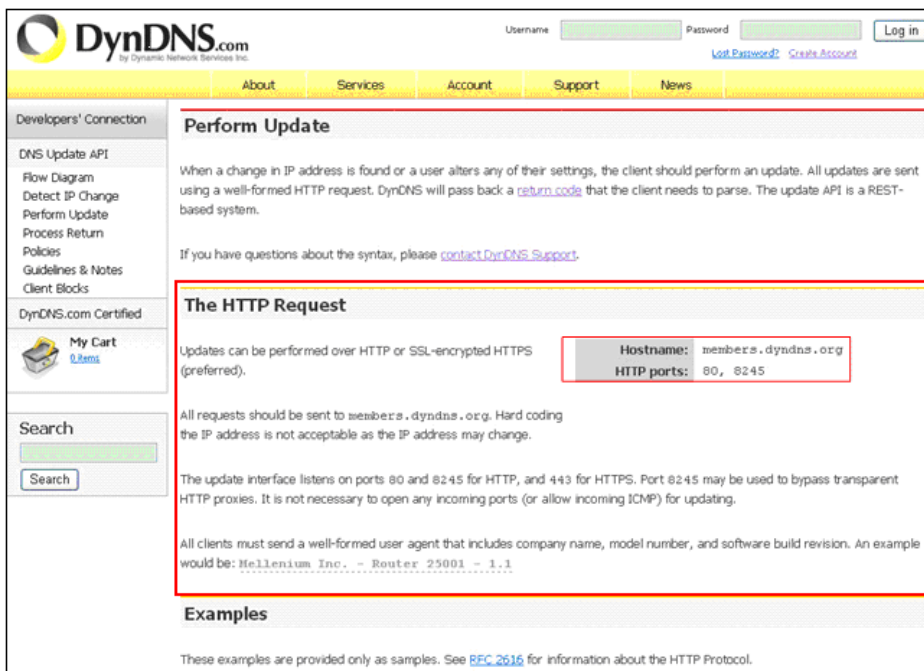 DynDNS.com
by Dynamic Network Services Inc.
Username
Password
Log in
Lost Password? Create Account
About Services Account Support News
Developers' Connection
DNS Update API
Flow Diagram
Detect IP Change
Perform Update
Process Return
Policies
Guidelines & Notes
Client Blocks
DynDNS.com Certified
My Cart
0 items
Search
Search
Perform Update
When a change in IP address is found or a user alters any of their settings, the client should perform an update. All updates are sent
using a well-formed HTTP request. DynDNS will pass back a return code that the client needs to parse. The update API is a REST-
based system.
If you have questions about the syntax, please contact DynDNS Support.
The HTTP Request
Updates can be performed over HTTP or SSL-encrypted HTTPS
(preferred).
Hostname: members.dyndns.org
HTTP ports: 80, 8245
All requests should be sent to members.dyndns.org. Hard coding
the IP address is not acceptable as the IP address may change.
The update interface listens on ports 80 and 8245 for HTTP, and 443 for HTTPS. Port 8245 may be used to bypass transparent
HTTP proxies. It is not necessary to open any incoming ports (or allow incoming ICMP) for updating.
All clients must send a well-formed user agent that includes company name, model number, and software build revision. An example
would be: Mellenium Inc. - Router 25001 - 1.1
Examples
These examples are provided only as samples. See RFC 2616 for information about the HTTP Protocol.